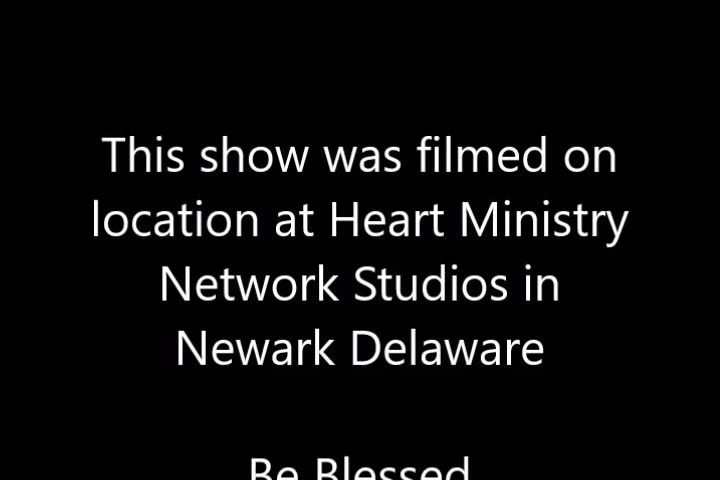 This show was filmed on
location at Heart Ministry
Network Studios in
Newark Delaware
Be Blessed